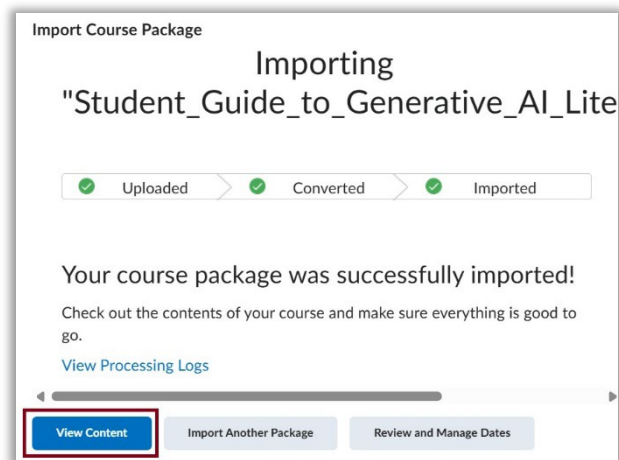 Import Course Package
Importing
"Student_Guide_to_Generative_AI_Lite
Uploaded
Converted
Imported
Your course package was successfully imported!
Check out the contents of your course and make sure everything is good to
go.
View Processing Logs
View Content
Import Another Package
Review and Manage Dates